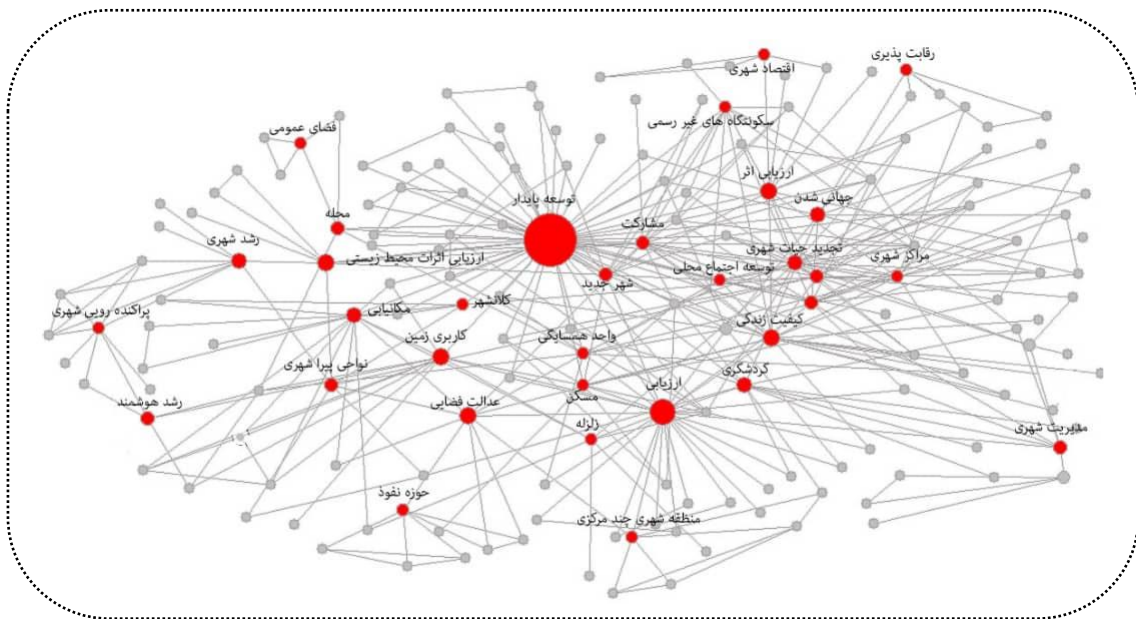 رقابت پذیری
اقتصاد شهری
سکونتگاه های غیر رسمی
فضای عمومی
ارزیابی اثر
توسعه پایدار
جهانی شدن
محله
مشارکت
رشد شهری
تجدید حیات شهری
مراکز شهری
ارزیابی اثرات محیط زیستی
توسعه اجتماع محلی
شهر جدید
کلانشهر
مکانیابی
پراکنده رویی شهری
کیفیت زندگی
کاربری زمین
واحد همسایگی
نواحی پیرا شهری
گردشگری
ارزیابی
مسکن
رشد هوشمند
عدالت فضایی
زلزله
مدیریت شهری
حوزه نفوذ
منطقه شهری چند مرکزی